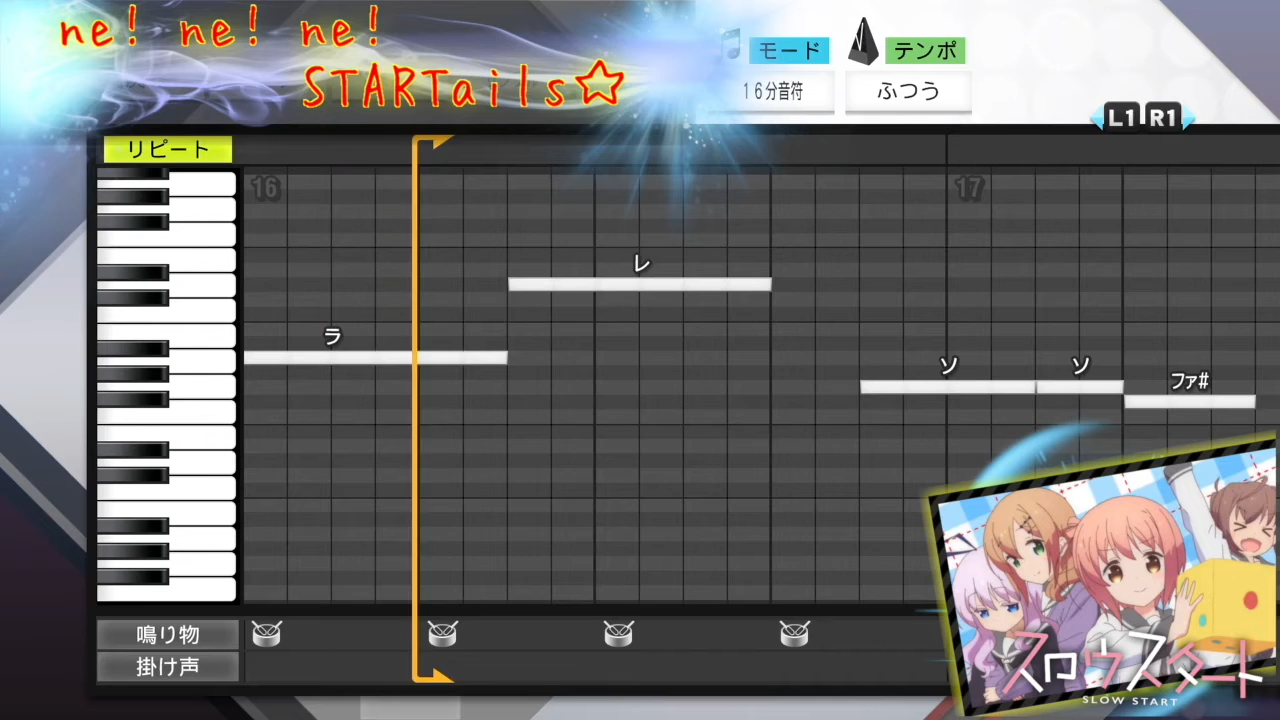 ne! ne! ne!
STARTails☆
モード
テンポ
16分音符
ふつう
L1 R1
リピート
16
17
レ
ラ
ソ
ソ
ファ#
鳴り物
掛け声
スロウスタート
SLOW START